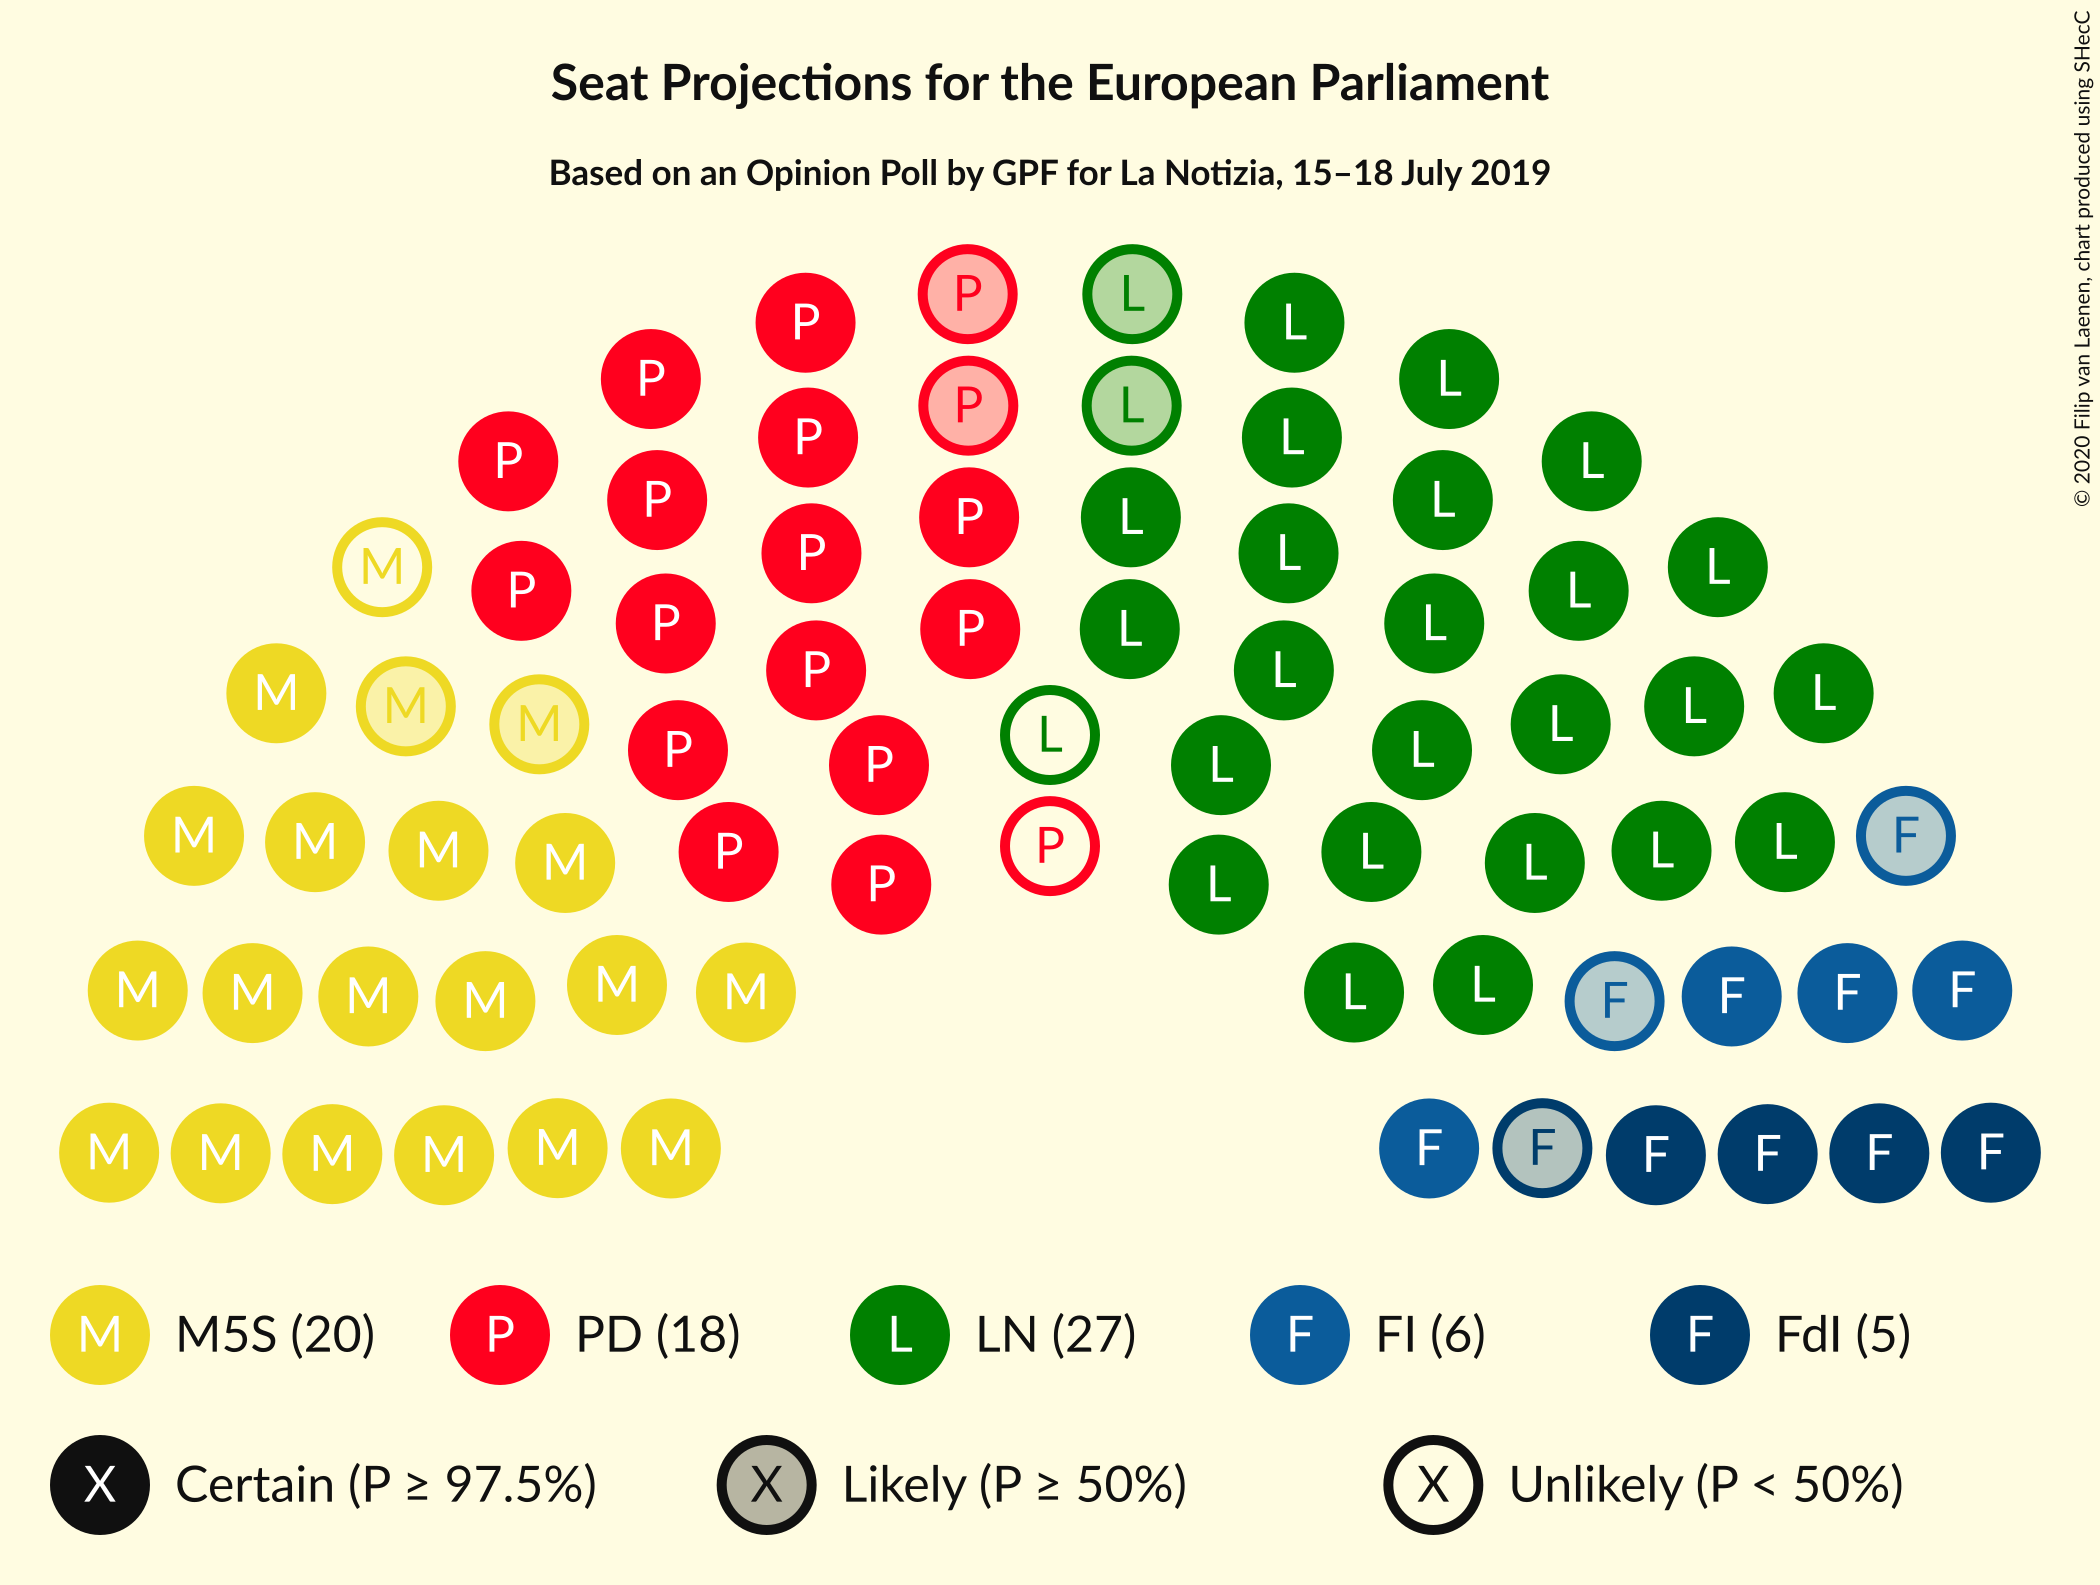 Seat Projections for the European Parliament
Based on an Opinion Poll by GPF for La Notizia, 15–18 July 2019
© 2020 Filip van Laenen, chart produced using SHecC
P L
P L
P L
P P L
P L
P L
P P L L
P L
M L
P L
P P L L
M L
P L
M M L L
M L
P L
P L
P L
M M L F
M P L L
M L
P L
M M M F F F
M M M L L F
M F
M M F F
M M M M F F F F
M M M5S (20) P PD (18) L LN (27) F FI (6) F FdI (5)
X Certain (P ≥ 97.5%) X Likely (P ≥ 50%) X Unlikely (P < 50%)